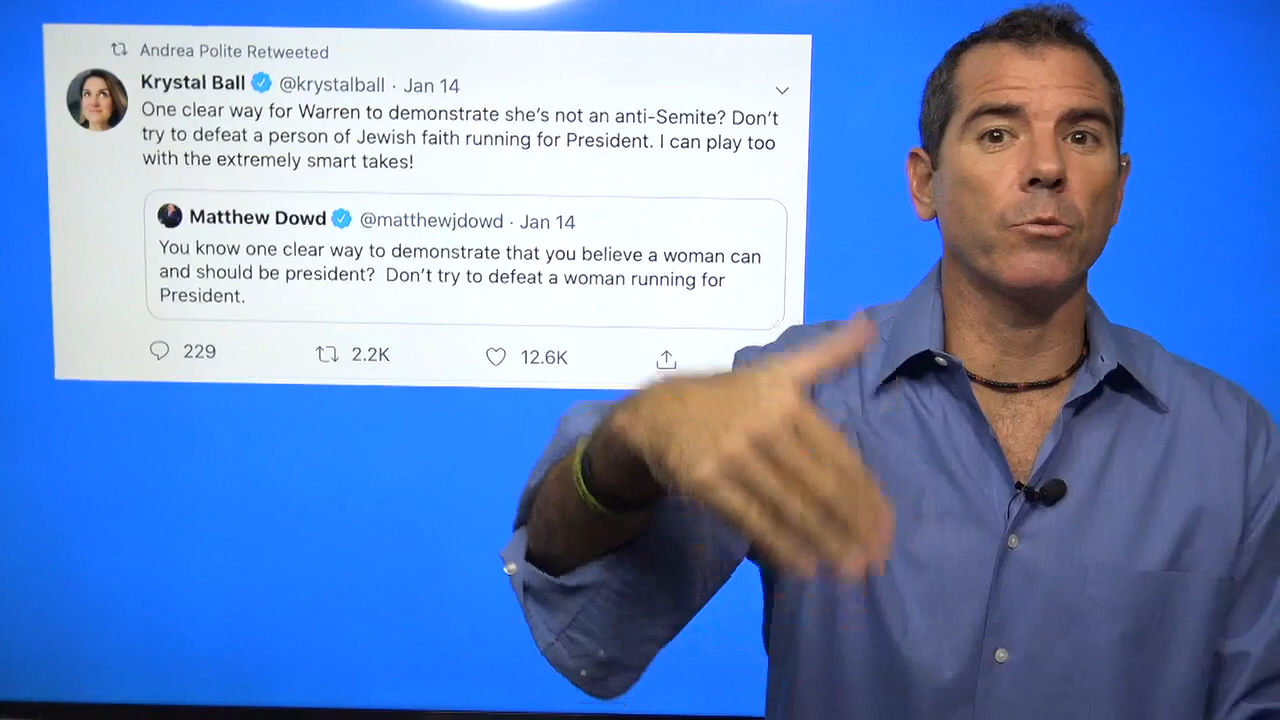 Andrea Polite Retweeted
Krystal Ball @krystalball · Jan 14
One clear way for Warren to demonstrate she's not an anti-Semite? Don't
try to defeat a person of Jewish faith running for President. I can play too
with the extremely smart takes!
Matthew Dowd @matthewjdowd · Jan 14
You know one clear way to demonstrate that you believe a woman can
and should be president?  Don't try to defeat a woman running for
President.
229 2.2K 12.6K